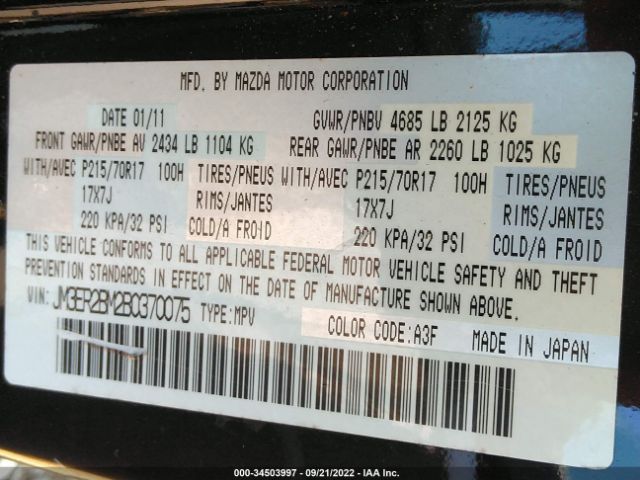 MFD. BY MAZDA MOTOR CORPORATION
DATE 01/11 GVWR/PNBV 4685 LB 2125 KG
FRONT GAWR/PNBE AV 2434 LB 1104 KG REAR GAWR/PNBE AR 2260 LB 1025 KG
WITH/AVEC P215/70R17 100H TIRES/PNEUS WITH/AVEC P215/70R17 100H TIRES/PNEUS
17X7J RIMS/JANTES 17X7J RIMS/JANTES
220 KPA/32 PSI COLD/A FROID 220 KPA/32 PSI COLD/A FROID
THIS VEHICLE CONFORMS TO ALL APPLICABLE FEDERAL MOTOR VEHICLE SAFETY AND THEFT
PREVENTION STANDARDS IN EFFECT ON THE DATE OF MANUFACTURE SHOWN ABOVE.
VIN: JM3ER2BM2B0370075 TYPE:MPV COLOR CODE:A3F MADE IN JAPAN
000-34503997 - 09/21/2022 - IAA Inc.